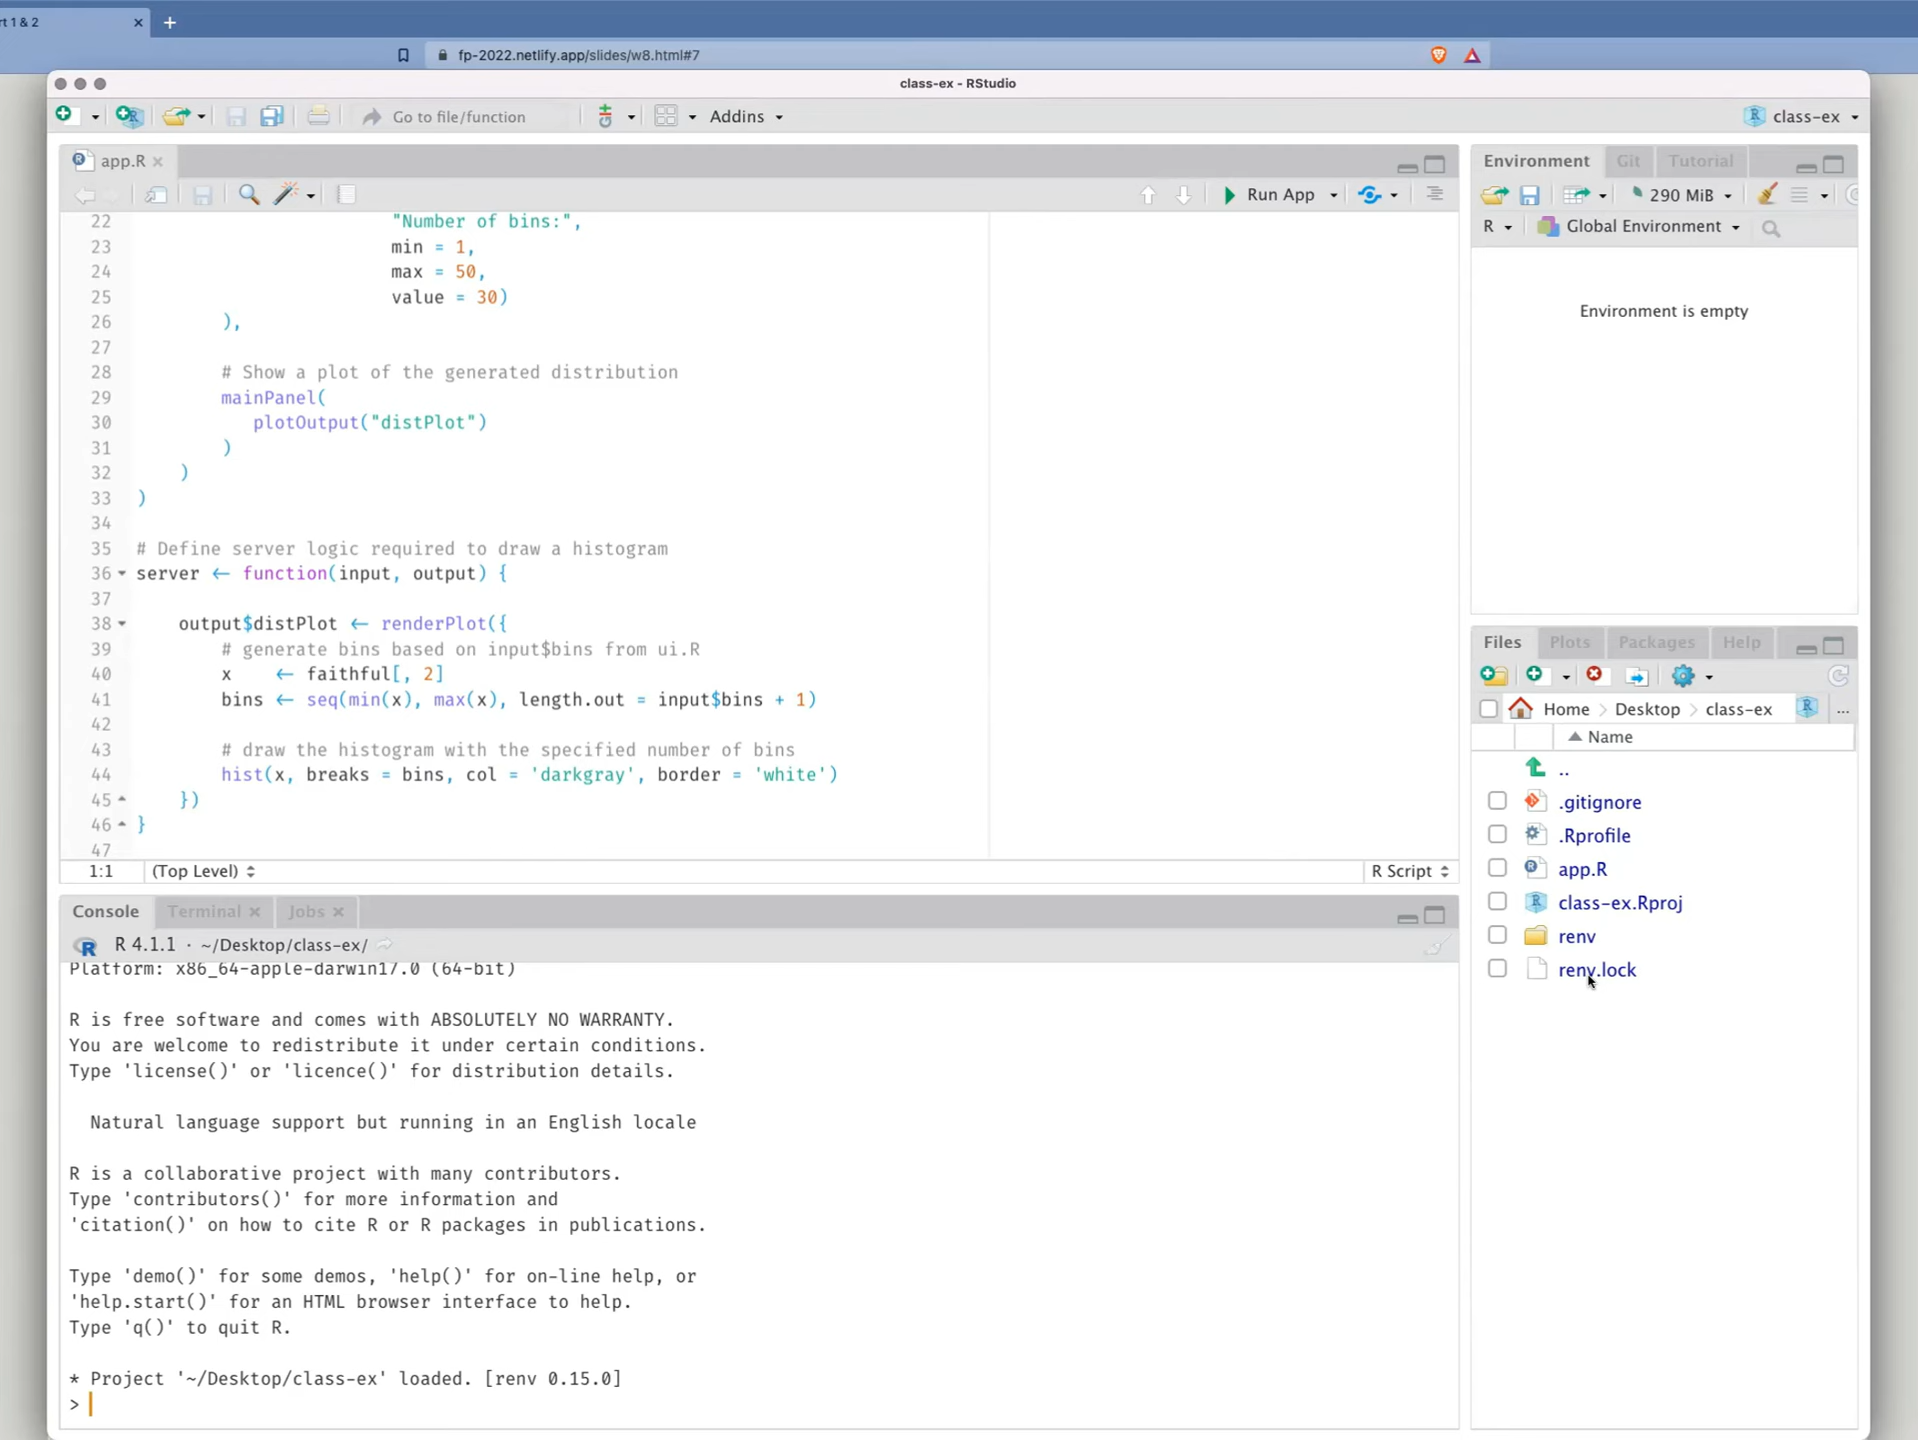 rt 1 & 2
fp-2022.netlify.app/slides/w8.html#7
class-ex - RStudio
Go to file/function
Addins
class-ex
app.R
Run App
22 "Number of bins:",
23 min = 1,
24 max = 50,
25 value = 30)
26 ),
27
28 # Show a plot of the generated distribution
29 mainPanel(
30 plotOutput("distPlot")
31 )
32 )
33 )
34
35 # Define server logic required to draw a histogram
36 server ← function(input, output) {
37
38 output$distPlot ← renderPlot({
39 # generate bins based on input$bins from ui.R
40 x ← faithful[, 2]
41 bins ← seq(min(x), max(x), length.out = input$bins + 1)
42
43 # draw the histogram with the specified number of bins
44 hist(x, breaks = bins, col = 'darkgray', border = 'white')
45 })
46 }
47
1:1 (Top Level) R Script
Console Terminal Jobs
R 4.1.1 · ~/Desktop/class-ex/
Platform: x86_64-apple-darwin17.0 (64-bit)
R is free software and comes with ABSOLUTELY NO WARRANTY.
You are welcome to redistribute it under certain conditions.
Type 'license()' or 'licence()' for distribution details.
Natural language support but running in an English locale
R is a collaborative project with many contributors.
Type 'contributors()' for more information and
'citation()' on how to cite R or R packages in publications.
Type 'demo()' for some demos, 'help()' for on-line help, or
'help.start()' for an HTML browser interface to help.
Type 'q()' to quit R.
* Project '~/Desktop/class-ex' loaded. [renv 0.15.0]
>
Environment Git Tutorial
290 MiB
R Global Environment
Environment is empty
Files Plots Packages Help
Home Desktop class-ex ...
Name
..
.gitignore
.Rprofile
app.R
class-ex.Rproj
renv
renv.lock